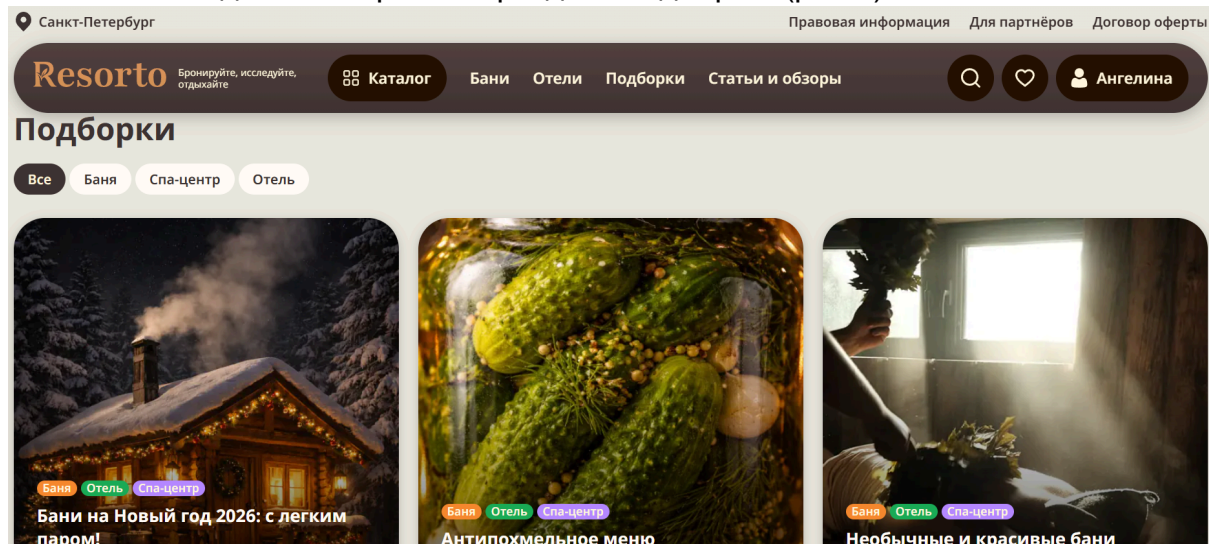 Санкт-Петербург
Правовая информация Для партнёров Договор оферты
Resorto Бронируйте, исследуйте,
отдыхайте
Каталог Бани Отели Подборки Статьи и обзоры Ангелина
Подборки
Все Баня Спа-центр Отель
Баня Отель Спа-центр
Бани на Новый год 2026: с легким
паром!
Баня Отель Спа-центр
Антипохмельное меню
Баня Отель Спа-центр
Необычные и красивые бани